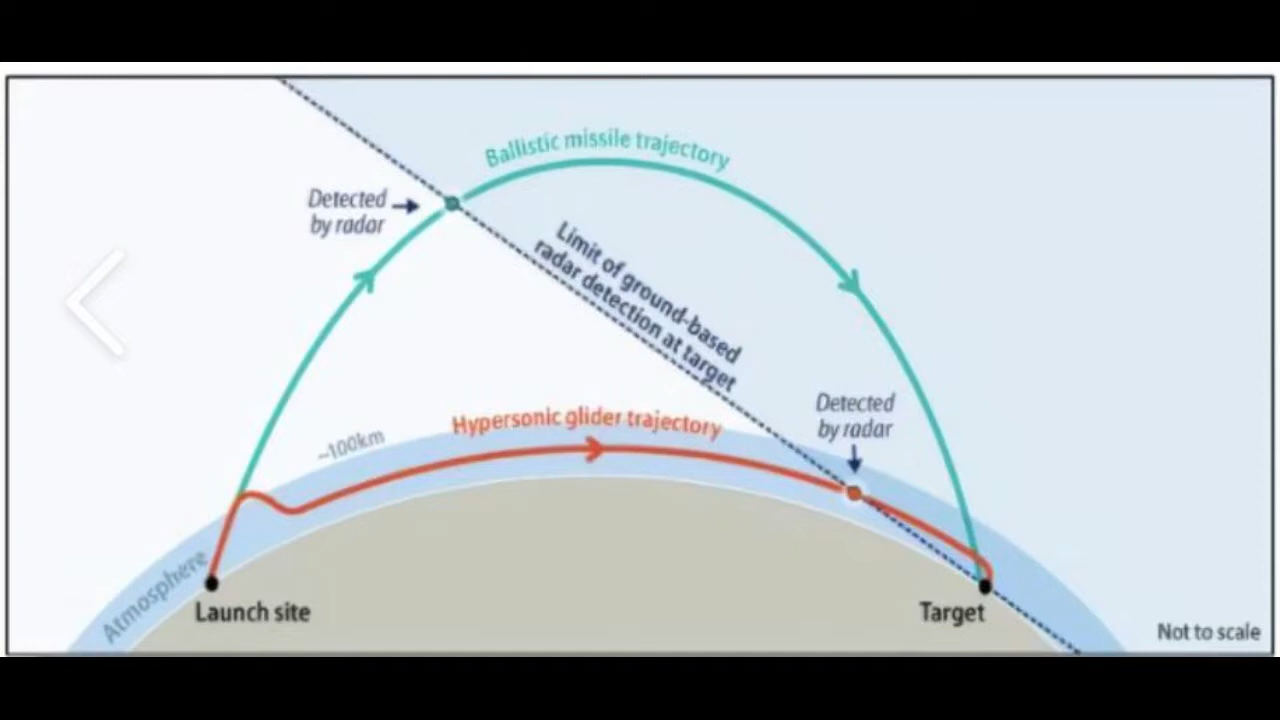 Ballistic missile trajectory
Detected
by radar
Limit of ground-based
radar detection at target
Detected
by radar
Hypersonic glider trajectory
~100km
Atmosphere
Launch site
Target
Not to scale